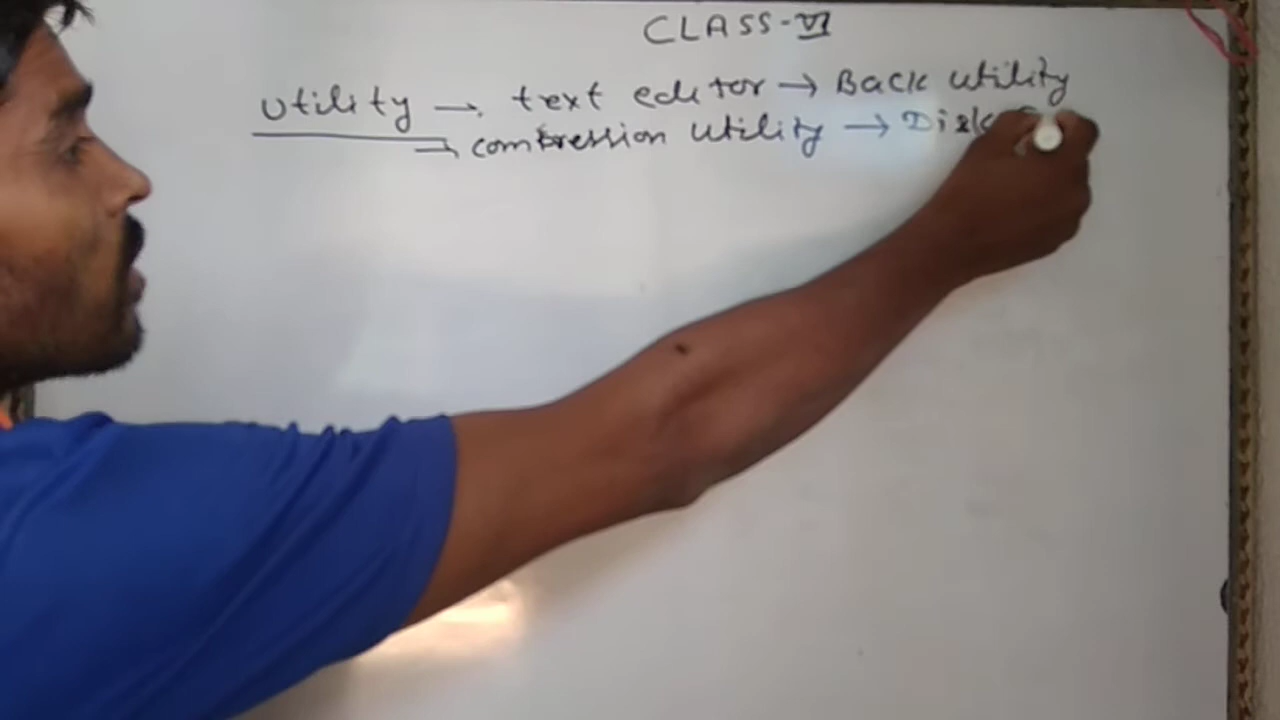 CLASS-VI
Utility → text editor → Back Utility
→ compression Utility → Disk